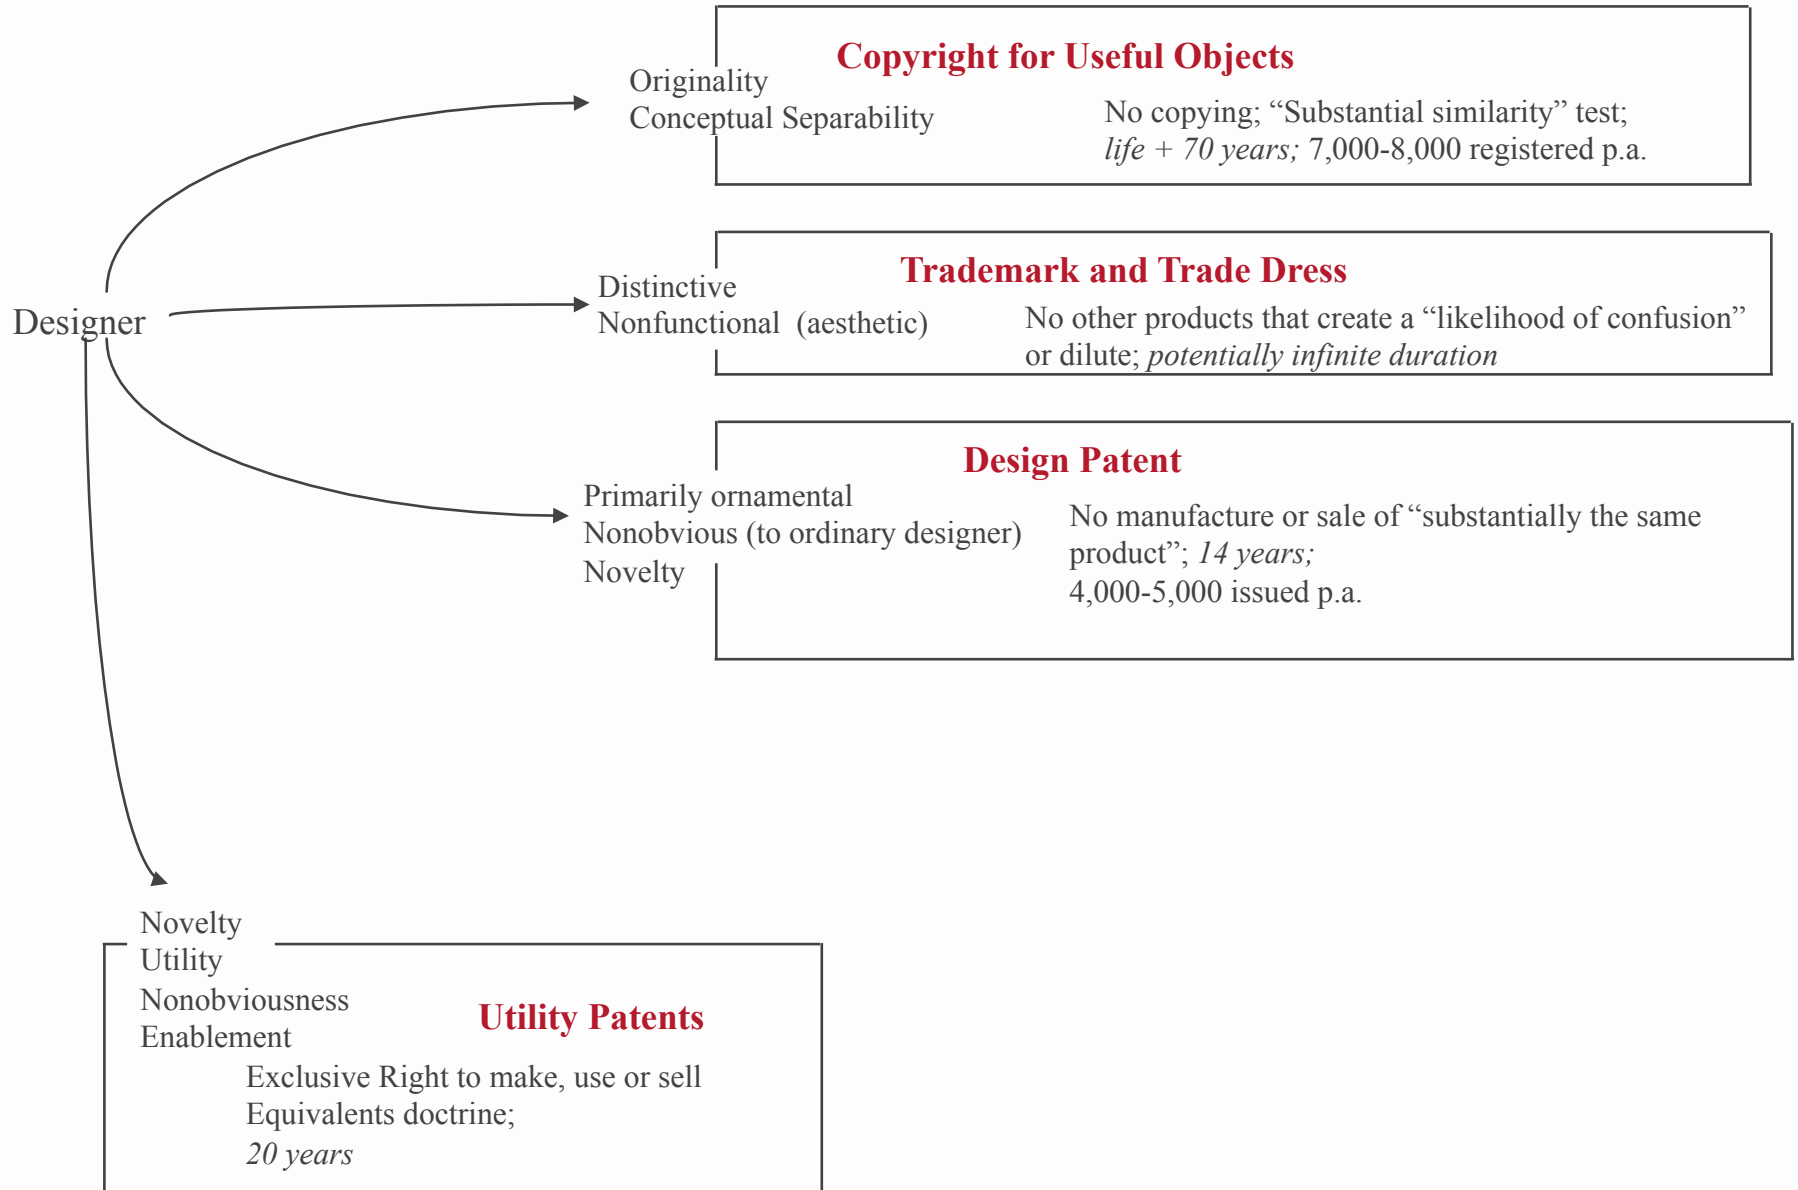 Copyright for Useful Objects
Originality
Conceptual Separability
No copying; “Substantial similarity” test;
life + 70 years; 7,000-8,000 registered p.a.
Trademark and Trade Dress
Distinctive
Nonfunctional (aesthetic)
No other products that create a “likelihood of confusion”
or dilute; potentially infinite duration
Designer
Design Patent
Primarily ornamental
Nonobvious (to ordinary designer)
Novelty
No manufacture or sale of “substantially the same
product”; 14 years;
4,000-5,000 issued p.a.
Novelty
Utility
Nonobviousness
Enablement
Utility Patents
Exclusive Right to make, use or sell
Equivalents doctrine;
20 years